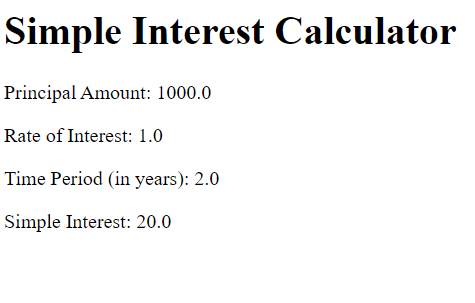 Simple Interest Calculator
Principal Amount: 1000.0
Rate of Interest: 1.0
Time Period (in years): 2.0
Simple Interest: 20.0